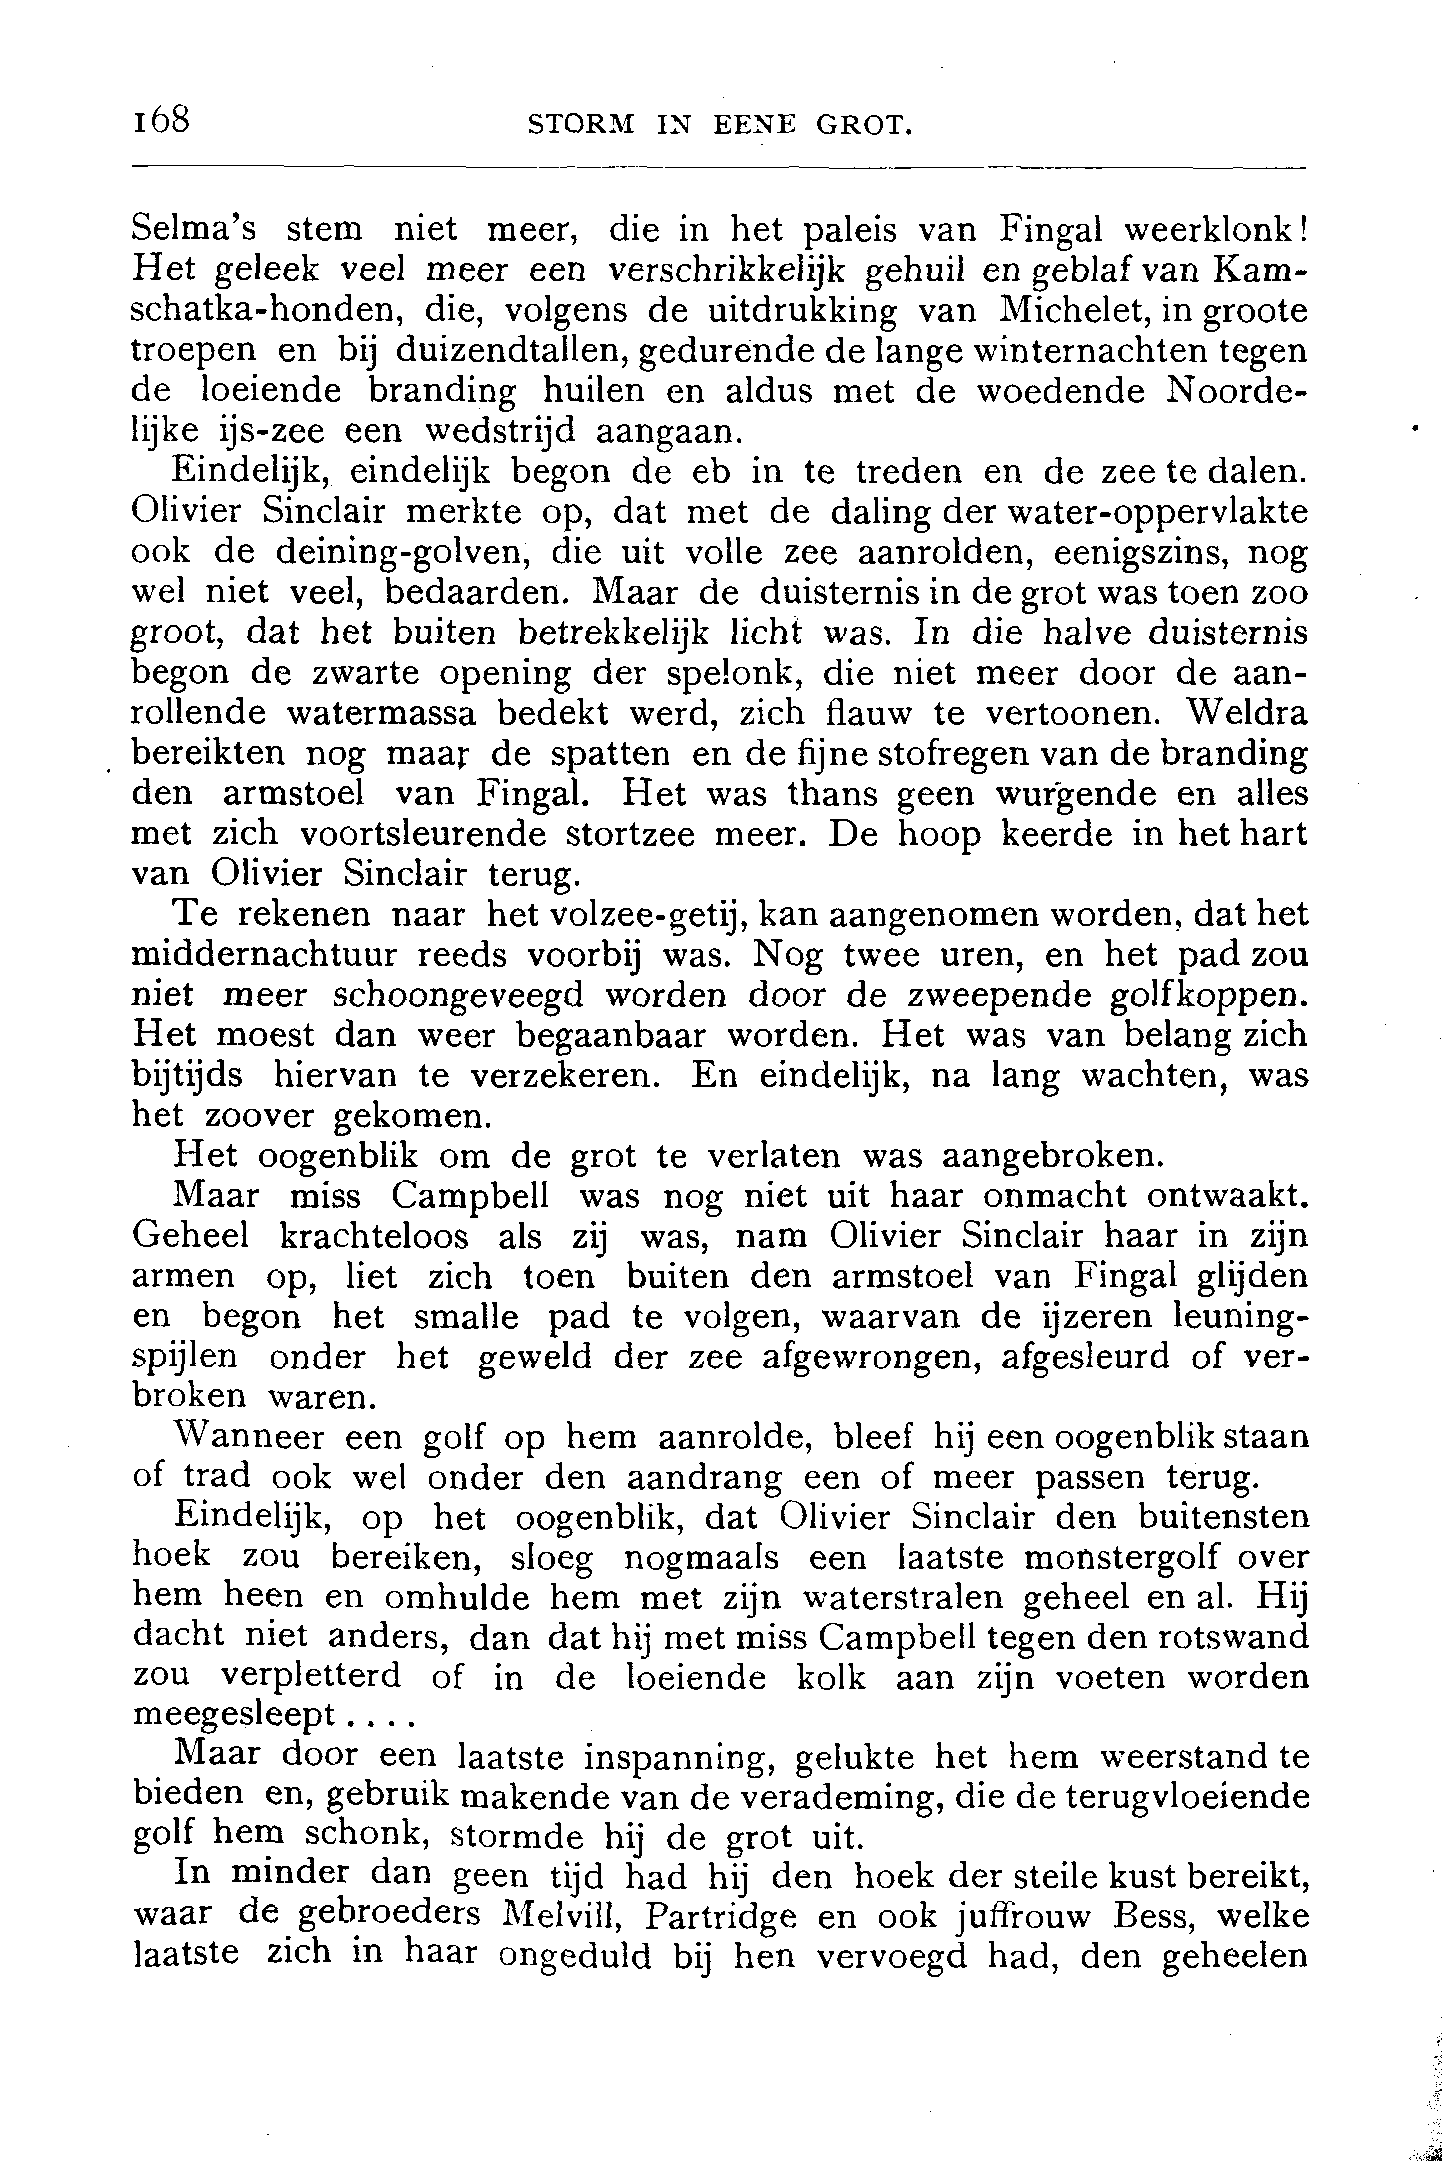 168 STORM IN EENE GROT.
Selma's stem niet meer, die in het paleis van Fingal weerklonk!
Het geleek veel meer een verschrikkelijk gehuil en geblaf van Kam-
schatka-honden, die, volgens de uitdrukking van Michelet, in groote
troepen en bij duizendtallen, gedurende de lange winternachten tegen
de loeiende branding huilen en aldus met de woedende Noorde-
lijke ijs-zee een wedstrijd aangaan.
Eindelijk, eindelijk begon de eb in te treden en de zee te dalen.
Olivier Sinclair merkte op, dat met de daling der water-oppervlakte
ook de deining-golven, die uit volle zee aanrolden, eenigszins, nog
wel niet veel, bedaarden. Maar de duisternis in de grot was toen zoo
groot, dat het buiten betrekkelijk licht was. In die halve duisternis
begon de zwarte opening der spelonk, die niet meer door de aan-
rollende watermassa bedekt werd, zich flauw te vertoonen. Weldra
bereikten nog maar de spatten en de fijne stofregen van de branding
den armstoel van Fingal. Het was thans geen wurgende en alles
met zich voortsleurende stortzee meer. De hoop keerde in het hart
van Olivier Sinclair terug.
Te rekenen naar het volzee-getij, kan aangenomen worden, dat het
middernachtuur reeds voorbij was. Nog twee uren, en het pad zou
niet meer schoongeveegd worden door de zweepende golfkoppen.
Het moest dan weer begaanbaar worden. Het was van belang zich
bijtijds hiervan te verzekeren. En eindelijk, na lang wachten, was
het zoover gekomen.
Het oogenblik om de grot te verlaten was aangebroken.
Maar miss Campbell was nog niet uit haar onmacht ontwaakt.
Geheel krachteloos als zij was, nam Olivier Sinclair haar in zijn
armen op, liet zich toen buiten den armstoel van Fingal glijden
en begon het smalle pad te volgen, waarvan de ijzeren leuning-
spijlen onder het geweld der zee afgewrongen, afgesleurd of ver-
broken waren.
Wanneer een golf op hem aanrolde, bleef hij een oogenblik staan
of trad ook wel onder den aandrang een of meer passen terug.
Eindelijk, op het oogenblik, dat Olivier Sinclair den buitensten
hoek zou bereiken, sloeg nogmaals een laatste monstergolf over
hem heen en omhulde hem met zijn waterstralen geheel en al. Hij
dacht niet anders, dan dat hij met miss Campbell tegen den rotswand
zou verpletterd of in de loeiende kolk aan zijn voeten worden
meegesleept....
Maar door een laatste inspanning, gelukte het hem weerstand te
bieden en, gebruik makende van de verademing, die de terugvloeiende
golf hem schonk, stormde hij de grot uit.
In minder dan geen tijd had hij den hoek der steile kust bereikt,
waar de gebroeders Melvill, Partridge en ook juffrouw Bess, welke
laatste zich in haar ongeduld bij hen vervoegd had, den geheelen